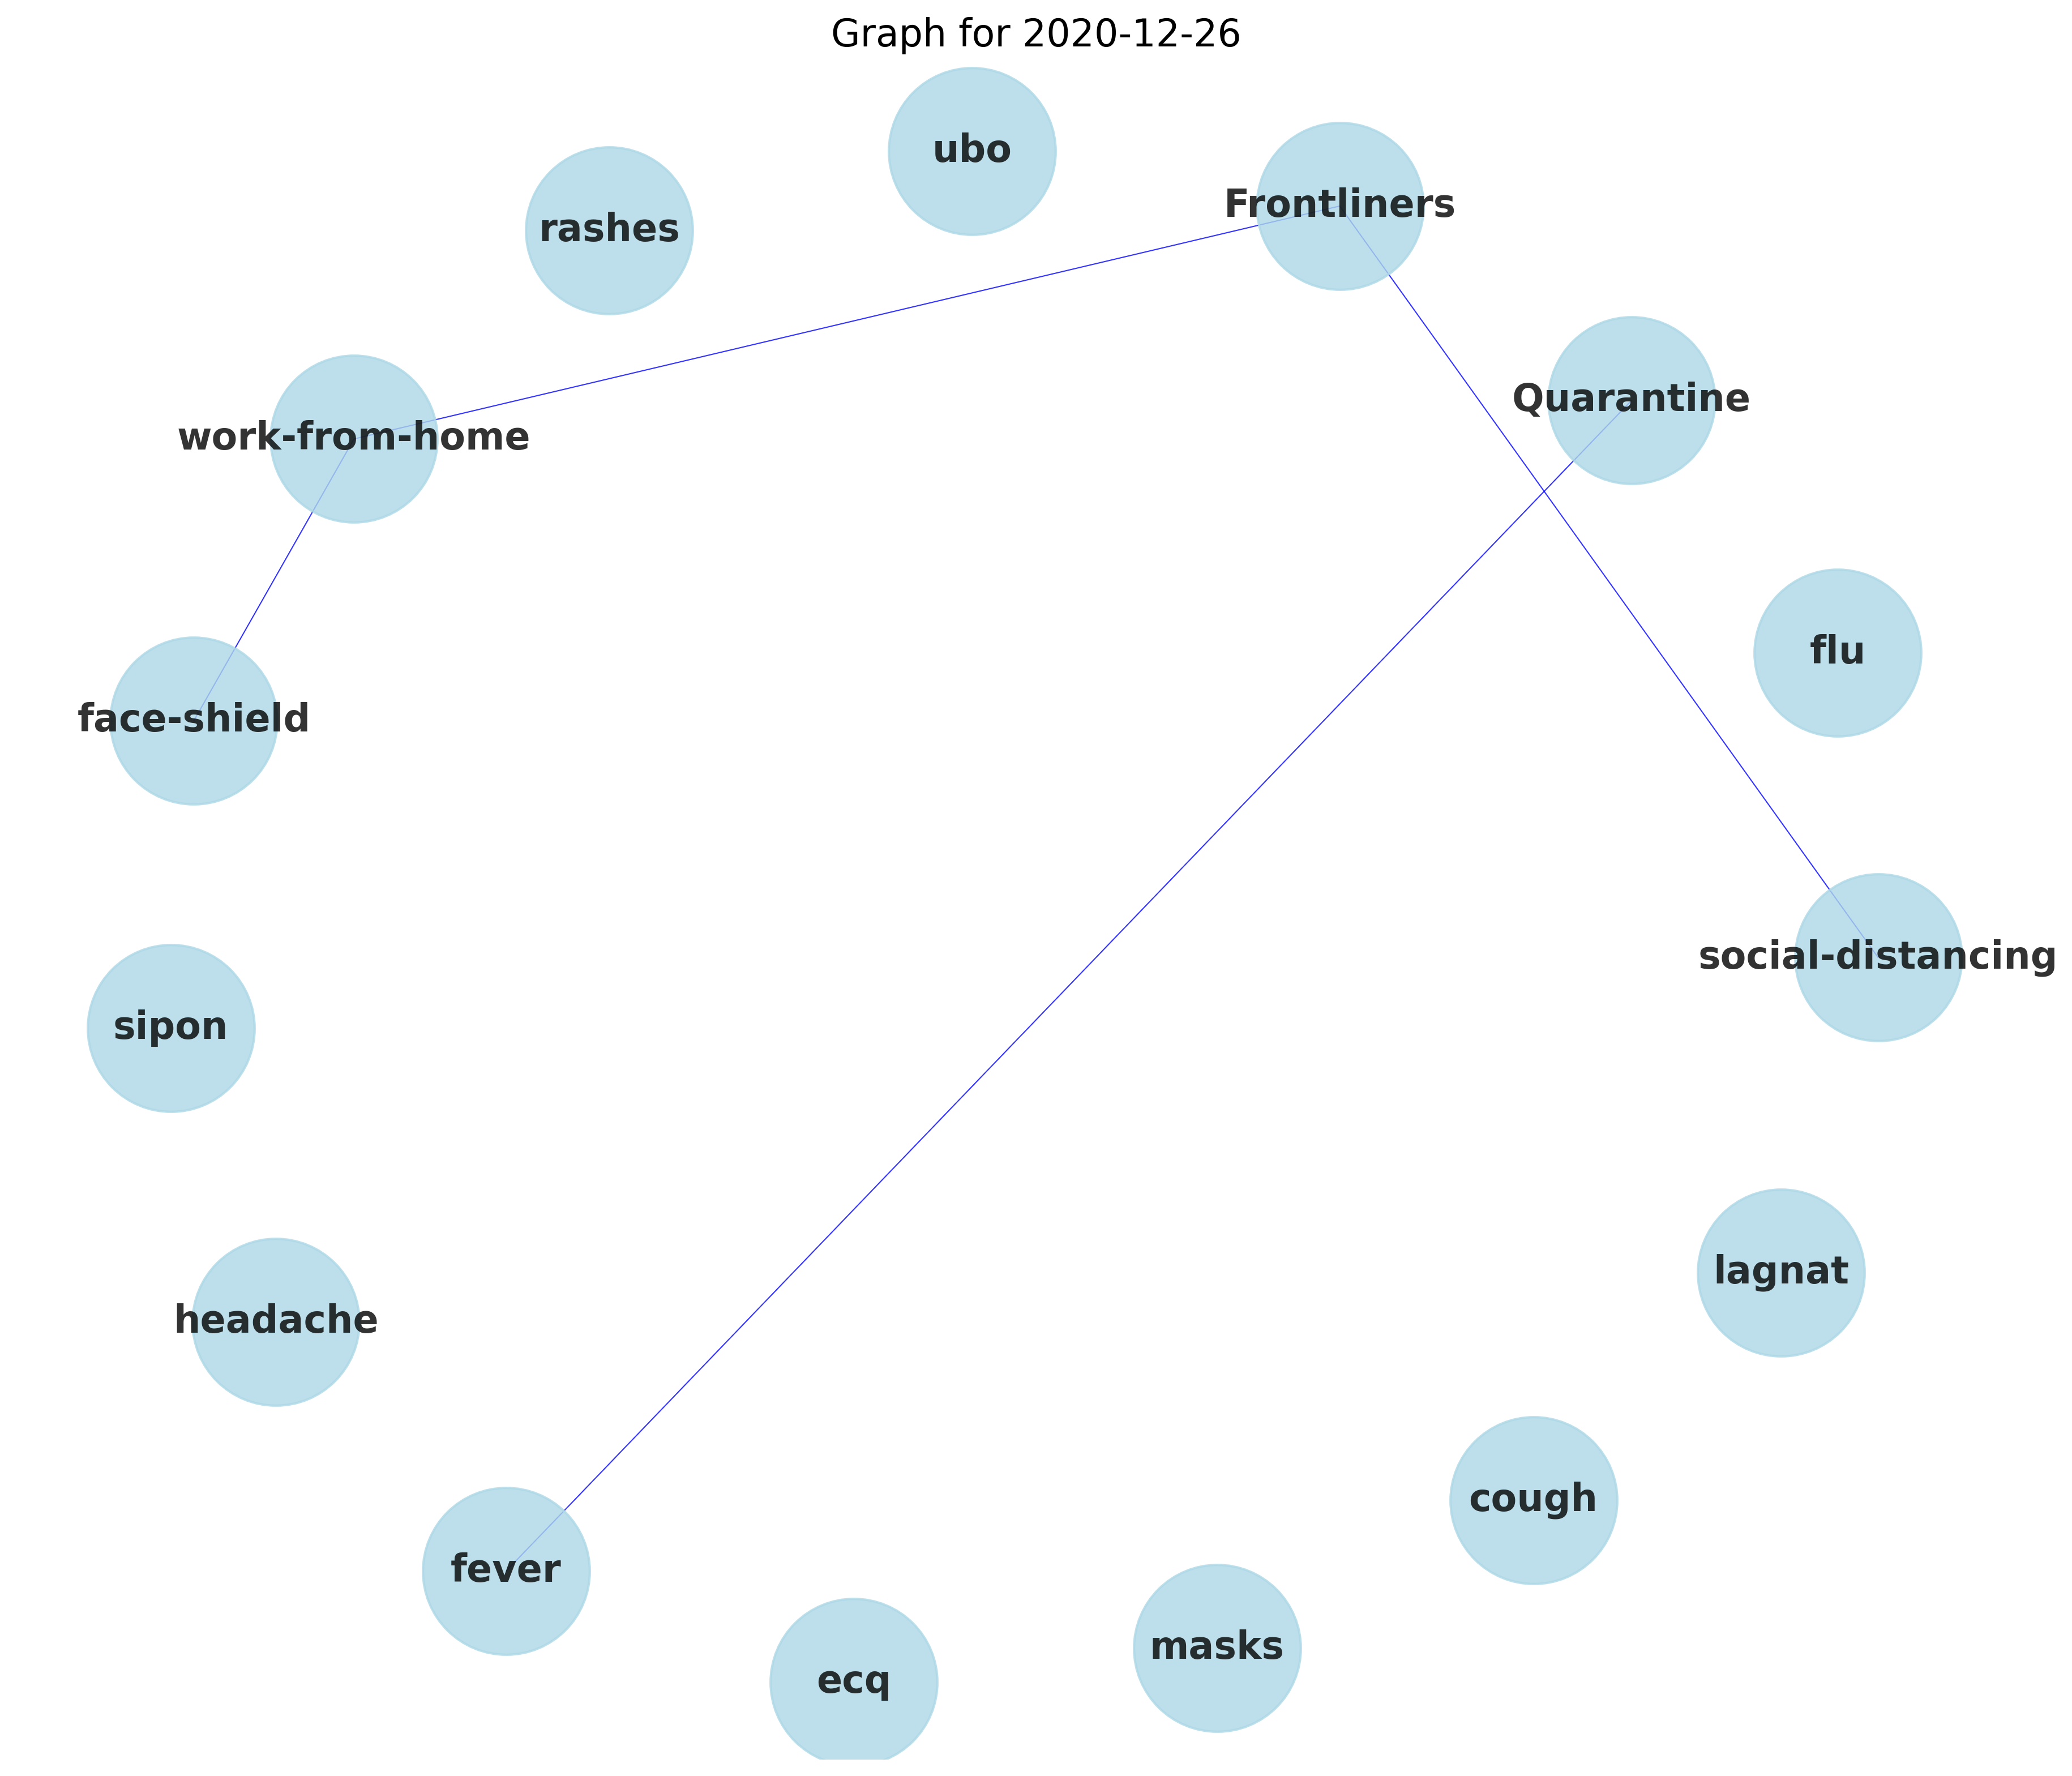 Graph for 2020-12-26
ubo
Frontliners
rashes
Quarantine
work-from-home
flu
face-shield
social-distancing
sipon
lagnat
headache
cough
fever
masks
ecq